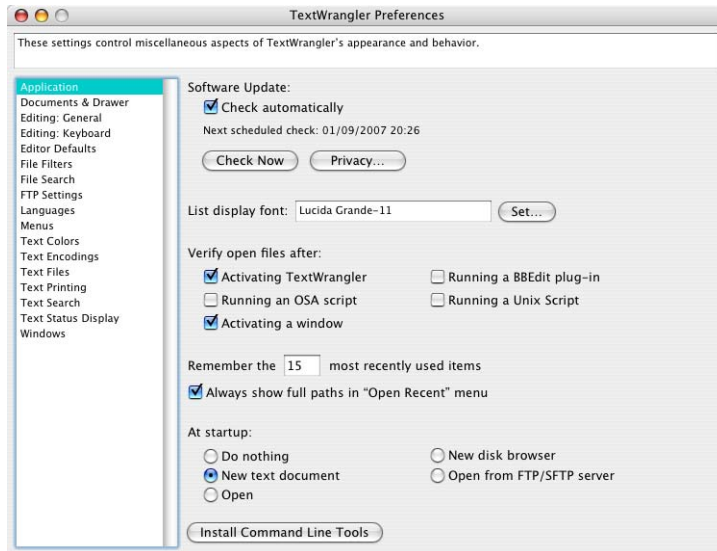 TextWrangler Preferences
These settings control miscellaneous aspects of TextWrangler's appearance and behavior.
Application
Documents & Drawer
Editing: General
Editing: Keyboard
Editor Defaults
File Filters
File Search
FTP Settings
Languages
Menus
Text Colors
Text Encodings
Text Files
Text Printing
Text Search
Text Status Display
Windows
Software Update:
Check automatically
Next scheduled check: 01/09/2007 20:26
Check Now
Privacy...
List display font: Lucida Grande-11 Set...
Verify open files after:
Activating TextWrangler
Running a BBEdit plug-in
Running an OSA script
Running a Unix Script
Activating a window
Remember the 15 most recently used items
Always show full paths in “Open Recent” menu
At startup:
Do nothing
New disk browser
New text document
Open from FTP/SFTP server
Open
Install Command Line Tools